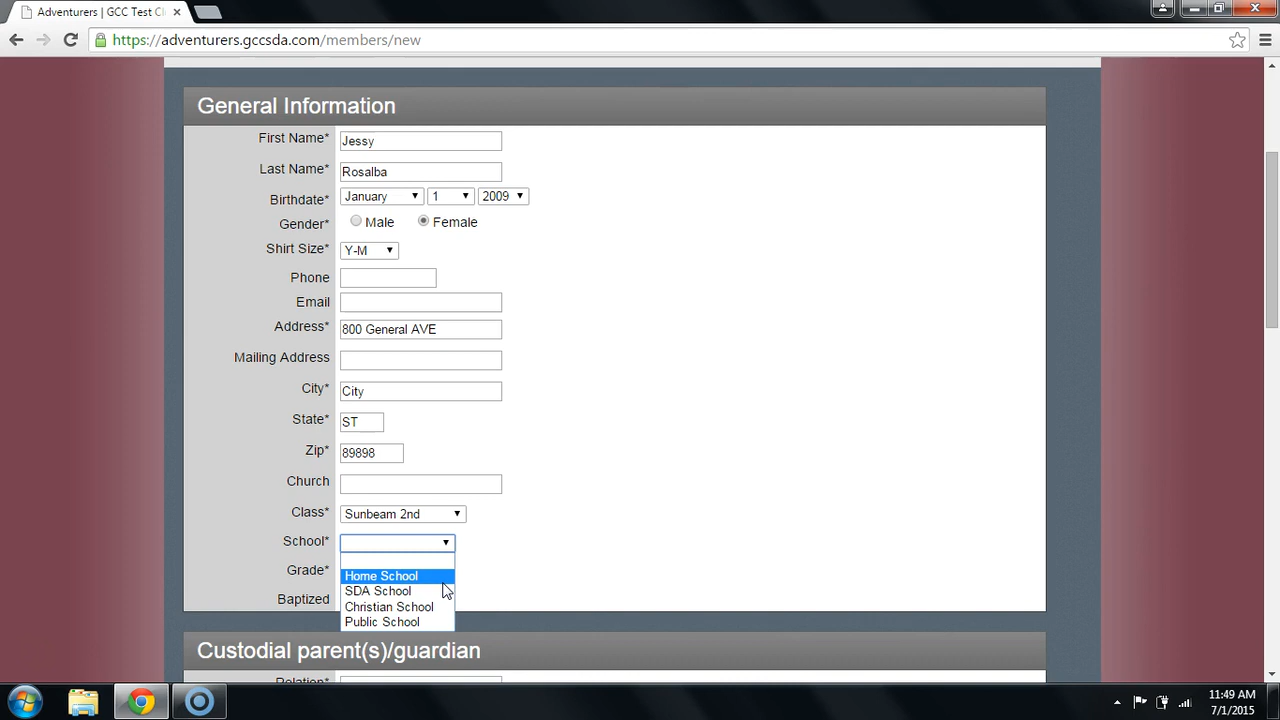 Adventurers | GCC Test Cl
https://adventurers.gccsda.com/members/new
General Information
First Name* Jessy
Last Name* Rosalba
Birthdate* January 1 2009
Gender* Male Female
Shirt Size* Y-M
Phone
Email
Address* 800 General AVE
Mailing Address
City* City
State* ST
Zip* 89898
Church
Class* Sunbeam 2nd
School*
Grade* Home School
SDA School
Baptized Christian School
Public School
Custodial parent(s)/guardian
Relation*
11:49 AM
7/1/2015